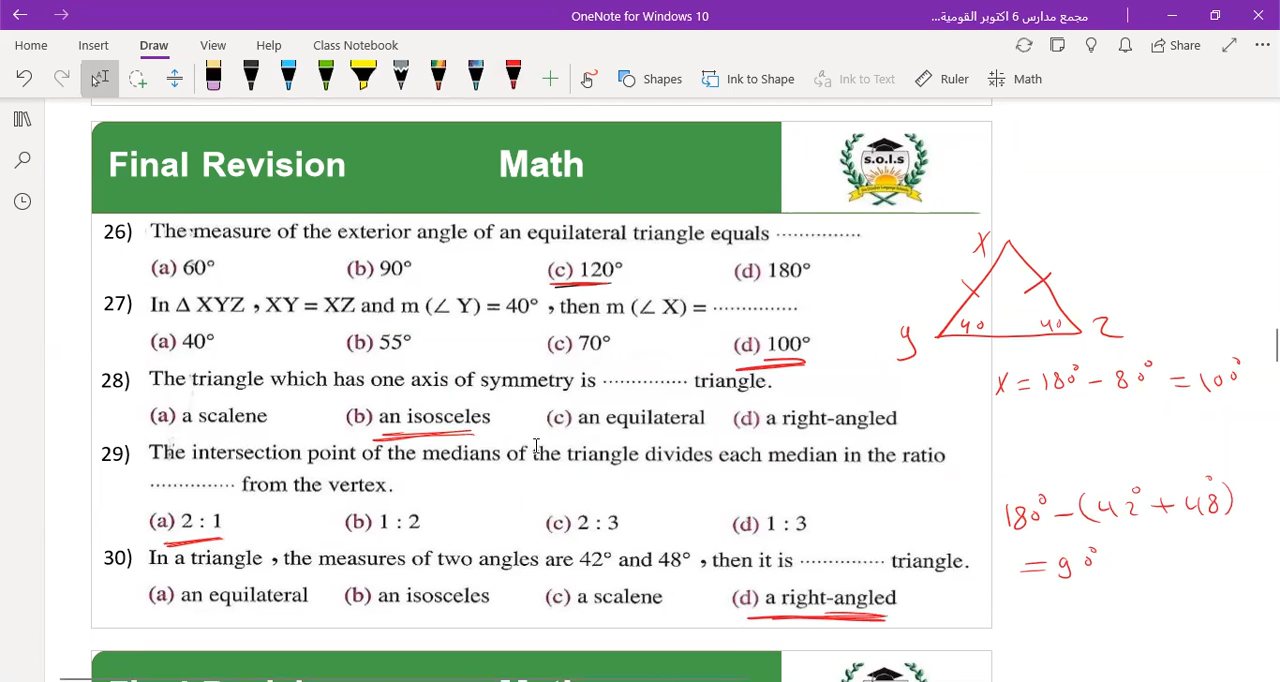 OneNote for Windows 10
مجمع مدارس 6 اكتوبر القومية...
Home Insert Draw View Help Class Notebook Share
Shapes Ink to Shape Ink to Text Ruler Math
Final Revision Math
s.o.l.s
26) The measure of the exterior angle of an equilateral triangle equals ···············
(a) 60° (b) 90° (c) 120° (d) 180°
27) In Δ XYZ , XY = XZ and m (∠ Y) = 40° , then m (∠ X) = ···············
(a) 40° (b) 55° (c) 70° (d) 100°
28) The triangle which has one axis of symmetry is ··············· triangle.
(a) a scalene (b) an isosceles (c) an equilateral (d) a right-angled
29) The intersection point of the medians of the triangle divides each median in the ratio
··············· from the vertex.
(a) 2 : 1 (b) 1 : 2 (c) 2 : 3 (d) 1 : 3
30) In a triangle , the measures of two angles are 42° and 48° , then it is ··············· triangle.
(a) an equilateral (b) an isosceles (c) a scalene (d) a right-angled
X
40 40
y z
X = 180° - 80° = 100°
180° - (42° + 48°)
= 90°